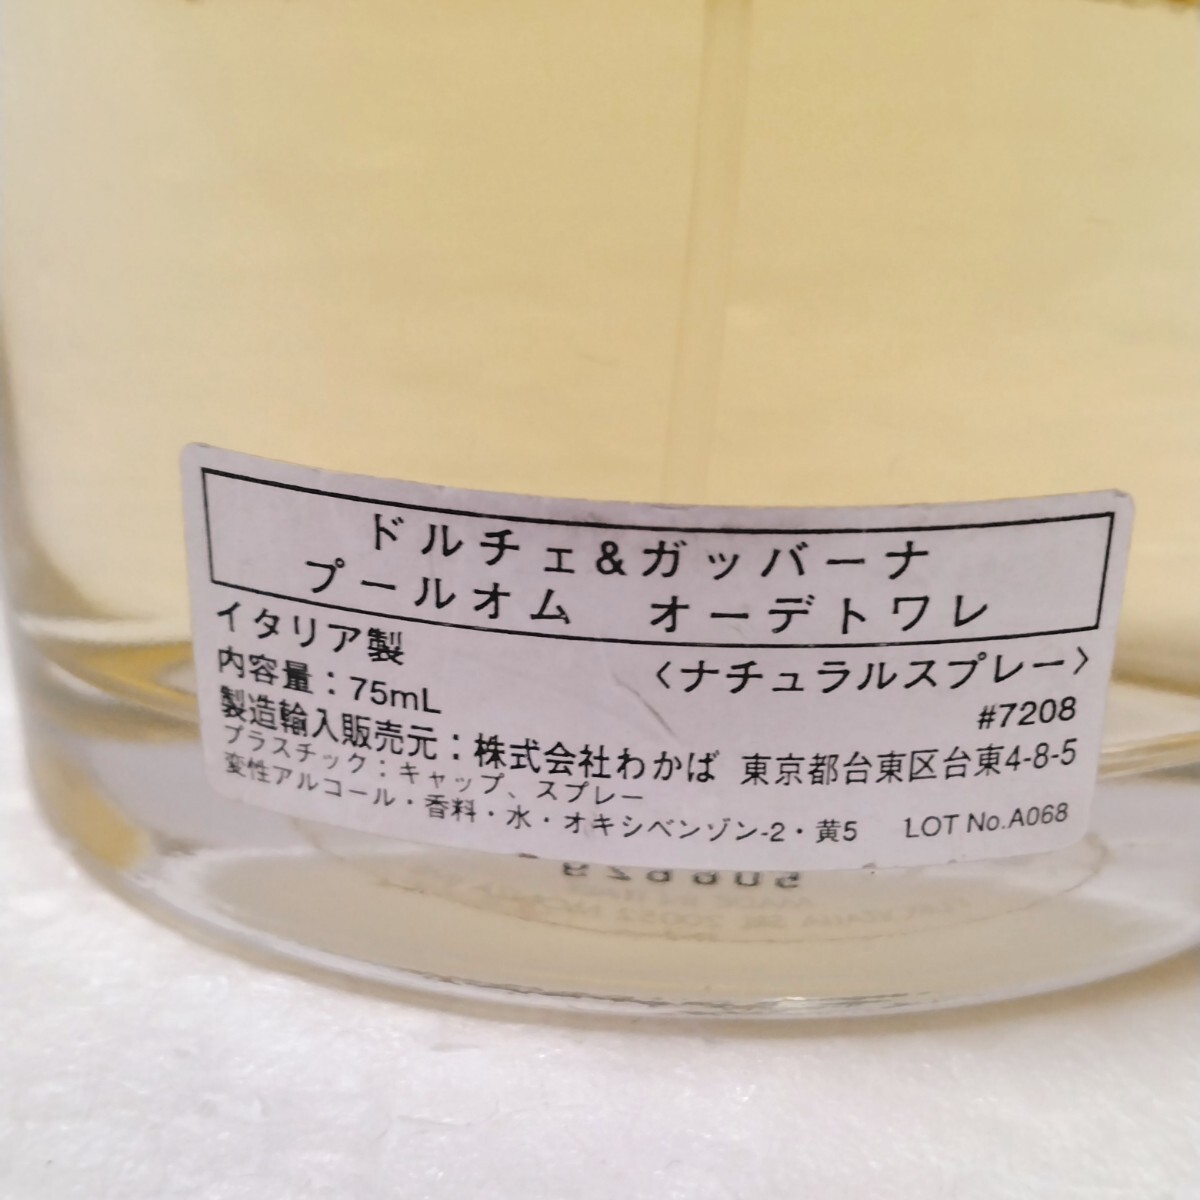 ドルチェ&ガッバーナ
プールオム オーデトワレ
イタリア製 〈ナチュラルスプレー〉
内容量：75mL #7208
製造輸入販売元：株式会社わかば 東京都台東区台東4-8-5
プラスチック：キャップ、スプレー
変性アルコール・香料・水・オキシベンゾン-2・黄5 LOT No.A068